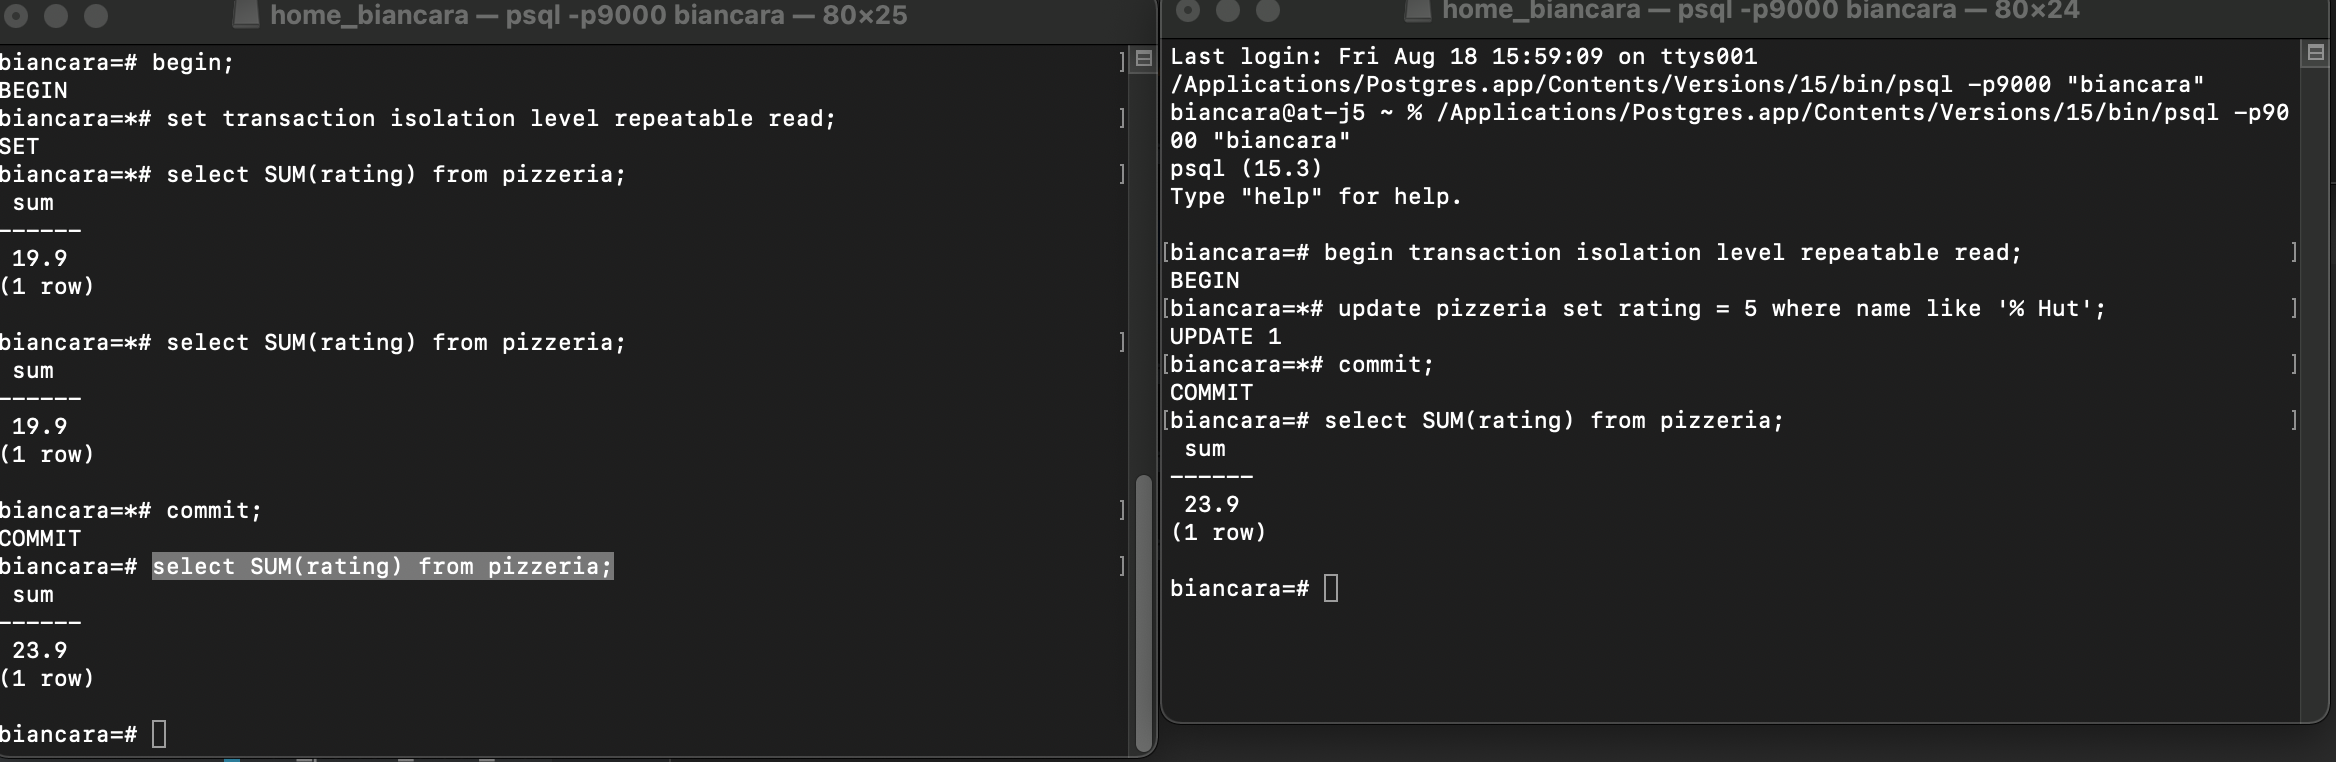 home_biancara — psql -p9000 biancara — 80×25
biancara=# begin;
BEGIN
biancara=*# set transaction isolation level repeatable read;
SET
biancara=*# select SUM(rating) from pizzeria;
 sum
------
 19.9
(1 row)

biancara=*# select SUM(rating) from pizzeria;
 sum
------
 19.9
(1 row)

biancara=*# commit;
COMMIT
biancara=# select SUM(rating) from pizzeria;
 sum
------
 23.9
(1 row)

biancara=#
home_biancara — psql -p9000 biancara — 80×24
Last login: Fri Aug 18 15:59:09 on ttys001
/Applications/Postgres.app/Contents/Versions/15/bin/psql -p9000 "biancara"
biancara@at-j5 ~ % /Applications/Postgres.app/Contents/Versions/15/bin/psql -p90
00 "biancara"
psql (15.3)
Type "help" for help.

[biancara=# begin transaction isolation level repeatable read; ]
BEGIN
[biancara=*# update pizzeria set rating = 5 where name like '% Hut'; ]
UPDATE 1
[biancara=*# commit; ]
COMMIT
[biancara=# select SUM(rating) from pizzeria; ]
 sum
------
 23.9
(1 row)

biancara=#